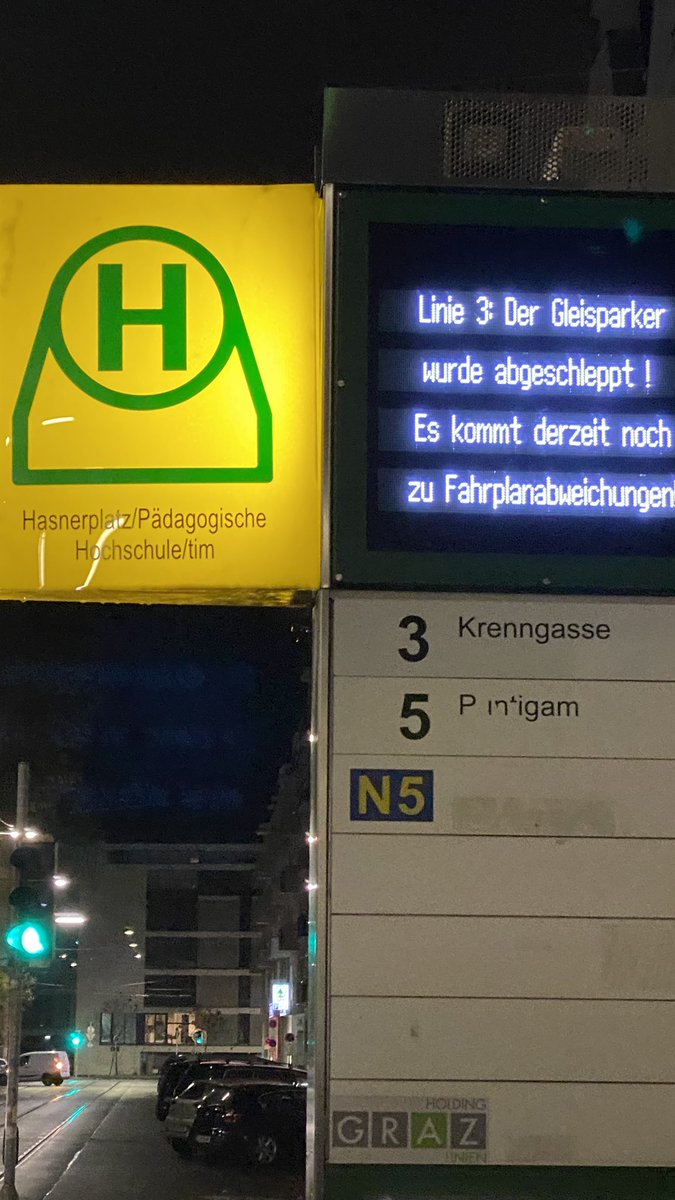 H
Hasnerplatz/Pädagogische
Hochschule/tim
Linie 3: Der Gleisparker
wurde abgeschleppt !
Es kommt derzeit noch
zu Fahrplanabweichungen!
3 Krenngasse
5 P ntigam
N5
HOLDING
GRAZ
LINIEN